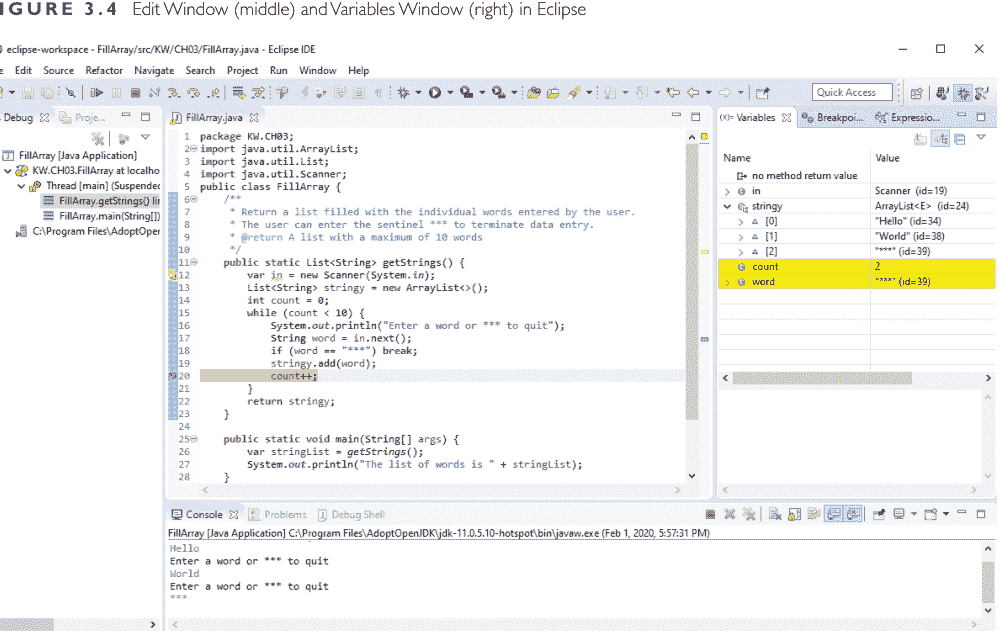 IGURE 3.4 Edit Window (middle) and Variables Window (right) in Eclipse
eclipse-workspace - FillArray/src/KW/CH03/FillArray.java - Eclipse IDE
Edit Source Refactor Navigate Search Project Run Window Help
Quick Access
Debug Proje...
FillArray [Java Application]
KW.CH03.FillArray at localho
Thread [main] (Suspended
FillArray.getStrings() lin
FillArray.main(String[])
C:\Program Files\AdoptOper
FillArray.java
1 package KW.CH03;
2 import java.util.ArrayList;
3 import java.util.List;
4 import java.util.Scanner;
5 public class FillArray {
6 /**
7 * Return a list filled with the individual words entered by the user.
8 * The user can enter the sentinel *** to terminate data entry.
9 * @return A list with a maximum of 10 words
10 */
11 public static List<String> getStrings() {
12 var in = new Scanner(System.in);
13 List<String> stringy = new ArrayList<>();
14 int count = 0;
15 while (count < 10) {
16 System.out.println("Enter a word or *** to quit");
17 String word = in.next();
18 if (word == "***") break;
19 stringy.add(word);
20 count++;
21 }
22 return stringy;
23 }
24
25 public static void main(String[] args) {
26 var stringList = getStrings();
27 System.out.println("The list of words is " + stringList);
28 }
(x)= Variables Breakpoi... Expressio...
Name Value
no method return value
in Scanner (id=19)
stringy ArrayList<E> (id=24)
[0] "Hello" (id=34)
[1] "World" (id=38)
[2] "***" (id=39)
count 2
word "***" (id=39)
Console Problems Debug Shell
FillArray [Java Application] C:\Program Files\AdoptOpenJDK\jdk-11.0.5.10-hotspot\bin\javaw.exe (Feb 1, 2020, 5:57:31 PM)
Hello
Enter a word or *** to quit
World
Enter a word or *** to quit
***